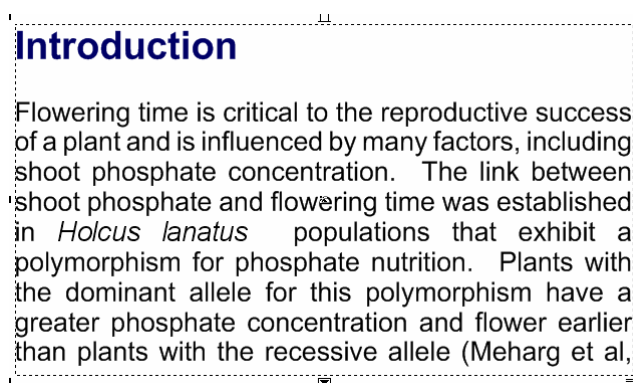 Introduction
Flowering time is critical to the reproductive success
of a plant and is influenced by many factors, including
shoot phosphate concentration.  The link between
shoot phosphate and flowering time was established
in Holcus lanatus  populations that exhibit a
polymorphism for phosphate nutrition.  Plants with
the dominant allele for this polymorphism have a
greater phosphate concentration and flower earlier
than plants with the recessive allele (Meharg et al,